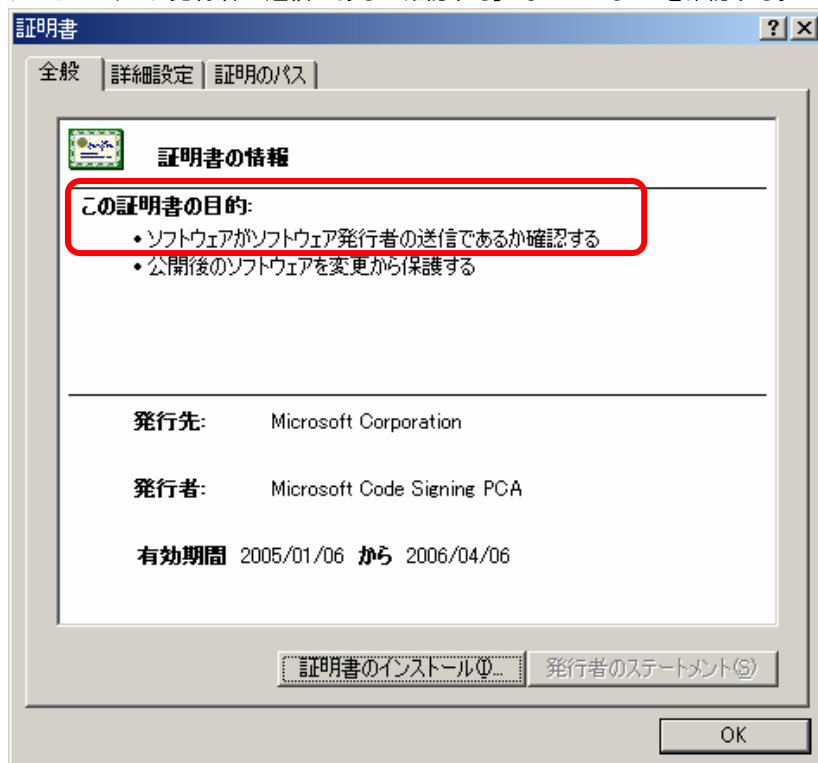 証明書
全般
詳細設定
証明のパス
証明書の情報
この証明書の目的:
• ソフトウェアがソフトウェア発行者の送信であるか確認する
• 公開後のソフトウェアを変更から保護する
発行先: Microsoft Corporation
発行者: Microsoft Code Signing PCA
有効期間 2005/01/06 から 2006/04/06
証明書のインストール(I)...
発行者のステートメント(S)
OK